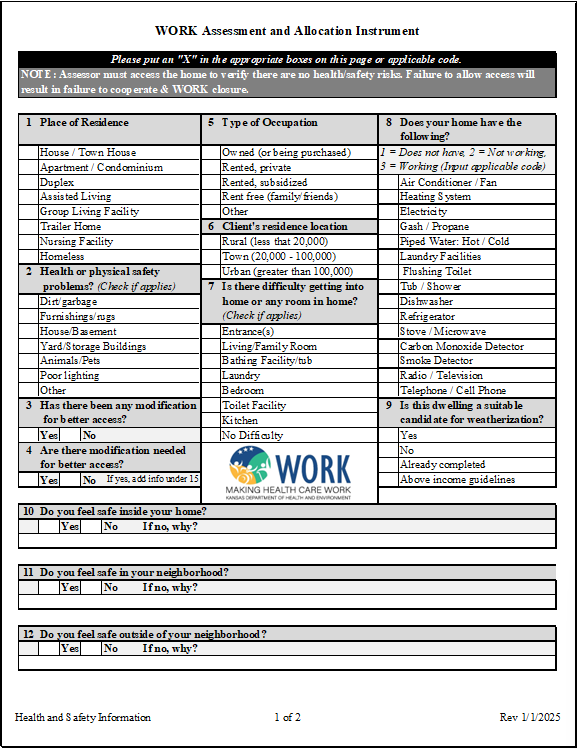 WORK Assessment and Allocation Instrument
Please put an "X" in the appropriate boxes on this page or applicable code.
NOTE: Assessor must access the home to verify there are no health/safety risks. Failure to allow access will
result in failure to cooperate & WORK closure.
1 Place of Residence
House / Town House
Apartment / Condominium
Duplex
Assisted Living
Group Living Facility
Trailer Home
Nursing Facility
Homeless
2 Health or physical safety
problems? (Check if applies)
Dirt/garbage
Furnishings/rugs
House/Basement
Yard/Storage Buildings
Animals/Pets
Poor lighting
Other
3 Has there been any modification
for better access?
Yes No
4 Are there modification needed
for better access?
Yes No If yes, add info under 15
5 Type of Occupation
Owned (or being purchased)
Rented, private
Rented, subsidized
Rent free (family/friends)
Other
6 Client's residence location
Rural (less that 20,000)
Town (20,000 - 100,000)
Urban (greater than 100,000)
7 Is there difficulty getting into
home or any room in home?
(Check if applies)
Entrance(s)
Living/Family Room
Bathing Facility/tub
Laundry
Bedroom
Toilet Facility
Kitchen
No Difficulty
WORK
MAKING HEALTH CARE WORK
KANSAS DEPARTMENT OF HEALTH AND ENVIRONMENT
8 Does your home have the
following?
1 = Does not have, 2 = Not working,
3 = Working (Input applicable code)
Air Conditioner / Fan
Heating System
Electricity
Gash / Propane
Piped Water: Hot / Cold
Laundry Facilities
Flushing Toilet
Tub / Shower
Dishwasher
Refrigerator
Stove / Microwave
Carbon Monoxide Detector
Smoke Detector
Radio / Television
Telephone / Cell Phone
9 Is this dwelling a suitable
candidate for weatherization?
Yes
No
Already completed
Above income guidelines
10 Do you feel safe inside your home?
Yes No If no, why?
11 Do you feel safe in your neighborhood?
Yes No If no, why?
12 Do you feel safe outside of your neighborhood?
Yes No If no, why?
Health and Safety Information 1 of 2 Rev 1/1/2025